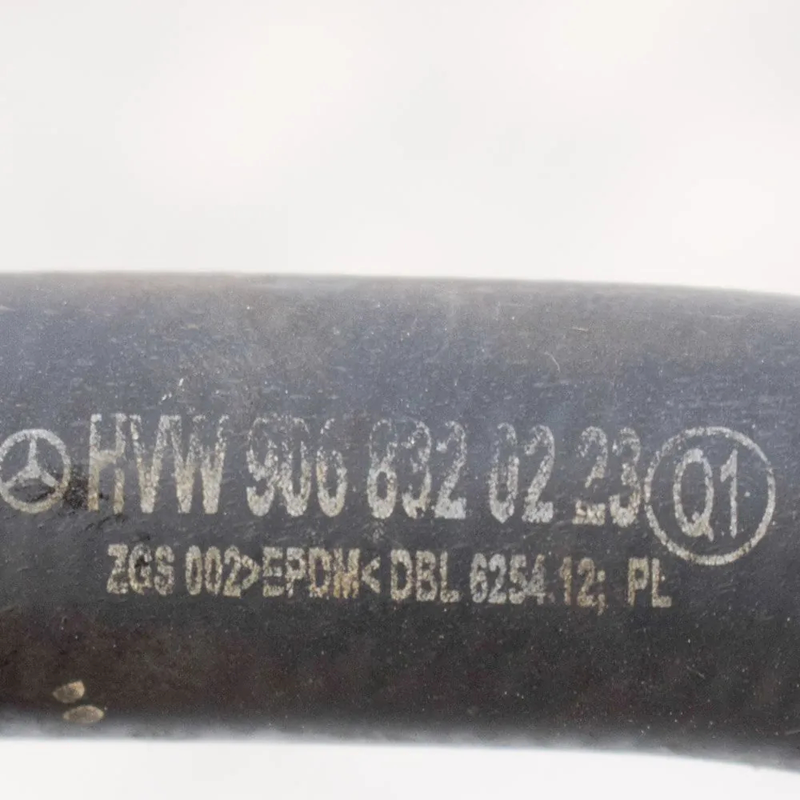 HVW 906 832 02 23 Q1
ZGS 002>EPDM<DBL 6254.12; PL